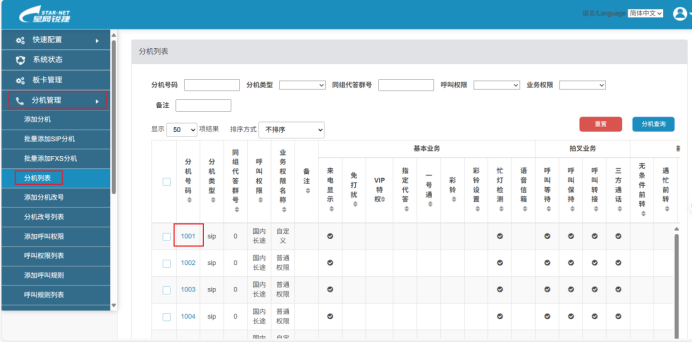 STAR-NET
星网锐捷
语言/Language 简体中文
快速配置
系统状态
板卡管理
分机管理
添加分机
批量添加SIP分机
批量添加FXS分机
分机列表
添加分机改号
分机改号列表
添加呼叫权限
呼叫权限列表
添加呼叫规则
呼叫规则列表
分机列表
分机号码 分机类型 同组代答群号 呼叫权限 业务权限
备注
显示 50 项结果 排序方式 不排序 重置 分机查询
基本业务 拍叉业务
分机号码 分机类型 同组代答群号 呼叫权限 业务权限名称 备注 来电显示 免打扰 VIP特权 指定代答 一号通 彩铃 彩铃设置 忙灯检测 语音信箱 呼叫等待 呼叫保持 呼叫转接 三方通话 无条件前转 遇忙前转
1001 sip 0 国内长途 自定义
1002 sip 0 国内长途 普通权限
1003 sip 0 国内长途 普通权限
1004 sip 0 国内长途 普通权限